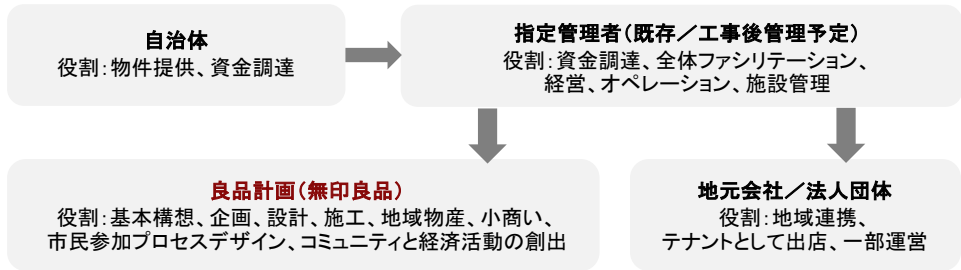 自治体
役割：物件提供、資金調達
指定管理者（既存／工事後管理予定）
役割：資金調達、全体ファシリテーション、
経営、オペレーション、施設管理
良品計画（無印良品）
役割：基本構想、企画、設計、施工、地域物産、小商い、
市民参加プロセスデザイン、コミュニティと経済活動の創出
地元会社／法人団体
役割：地域連携、
テナントとして出店、一部運営